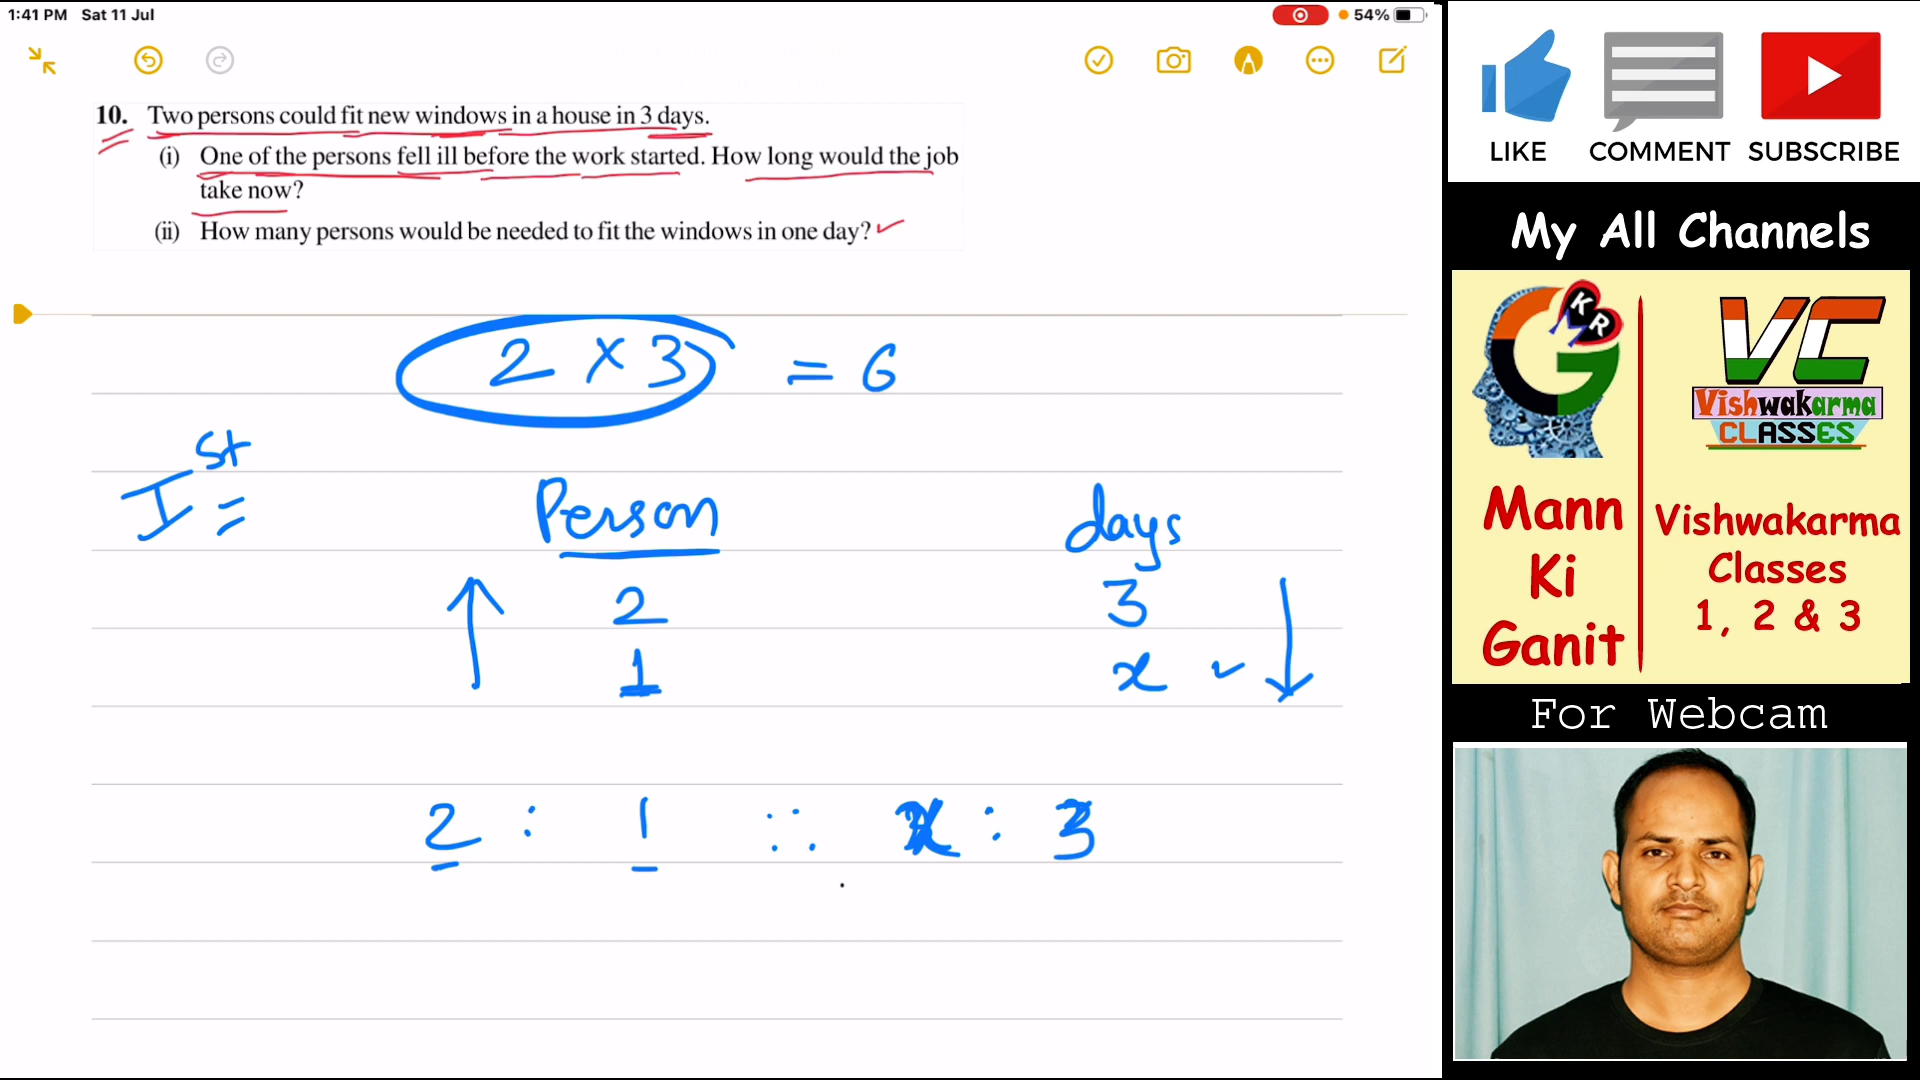 1:41 PM Sat 11 Jul
54%
10. Two persons could fit new windows in a house in 3 days.
(i) One of the persons fell ill before the work started. How long would the job
take now?
(ii) How many persons would be needed to fit the windows in one day?
2 × 3 = 6
Ist =
Person days
2 3
1 x
2 : 1 :: x : 3
LIKE COMMENT SUBSCRIBE
My All Channels
KR
G
VC
Vishwakarma
CLASSES
Mann
Ki
Ganit
Vishwakarma
Classes
1, 2 & 3
For Webcam